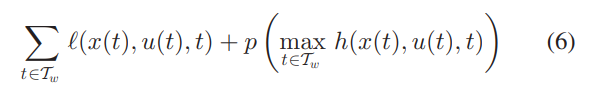 ∑_{t∈𝒯_w} ℓ(x(t), u(t), t) + p ( max_{t∈𝒯_w} h(x(t), u(t), t) ) (6)